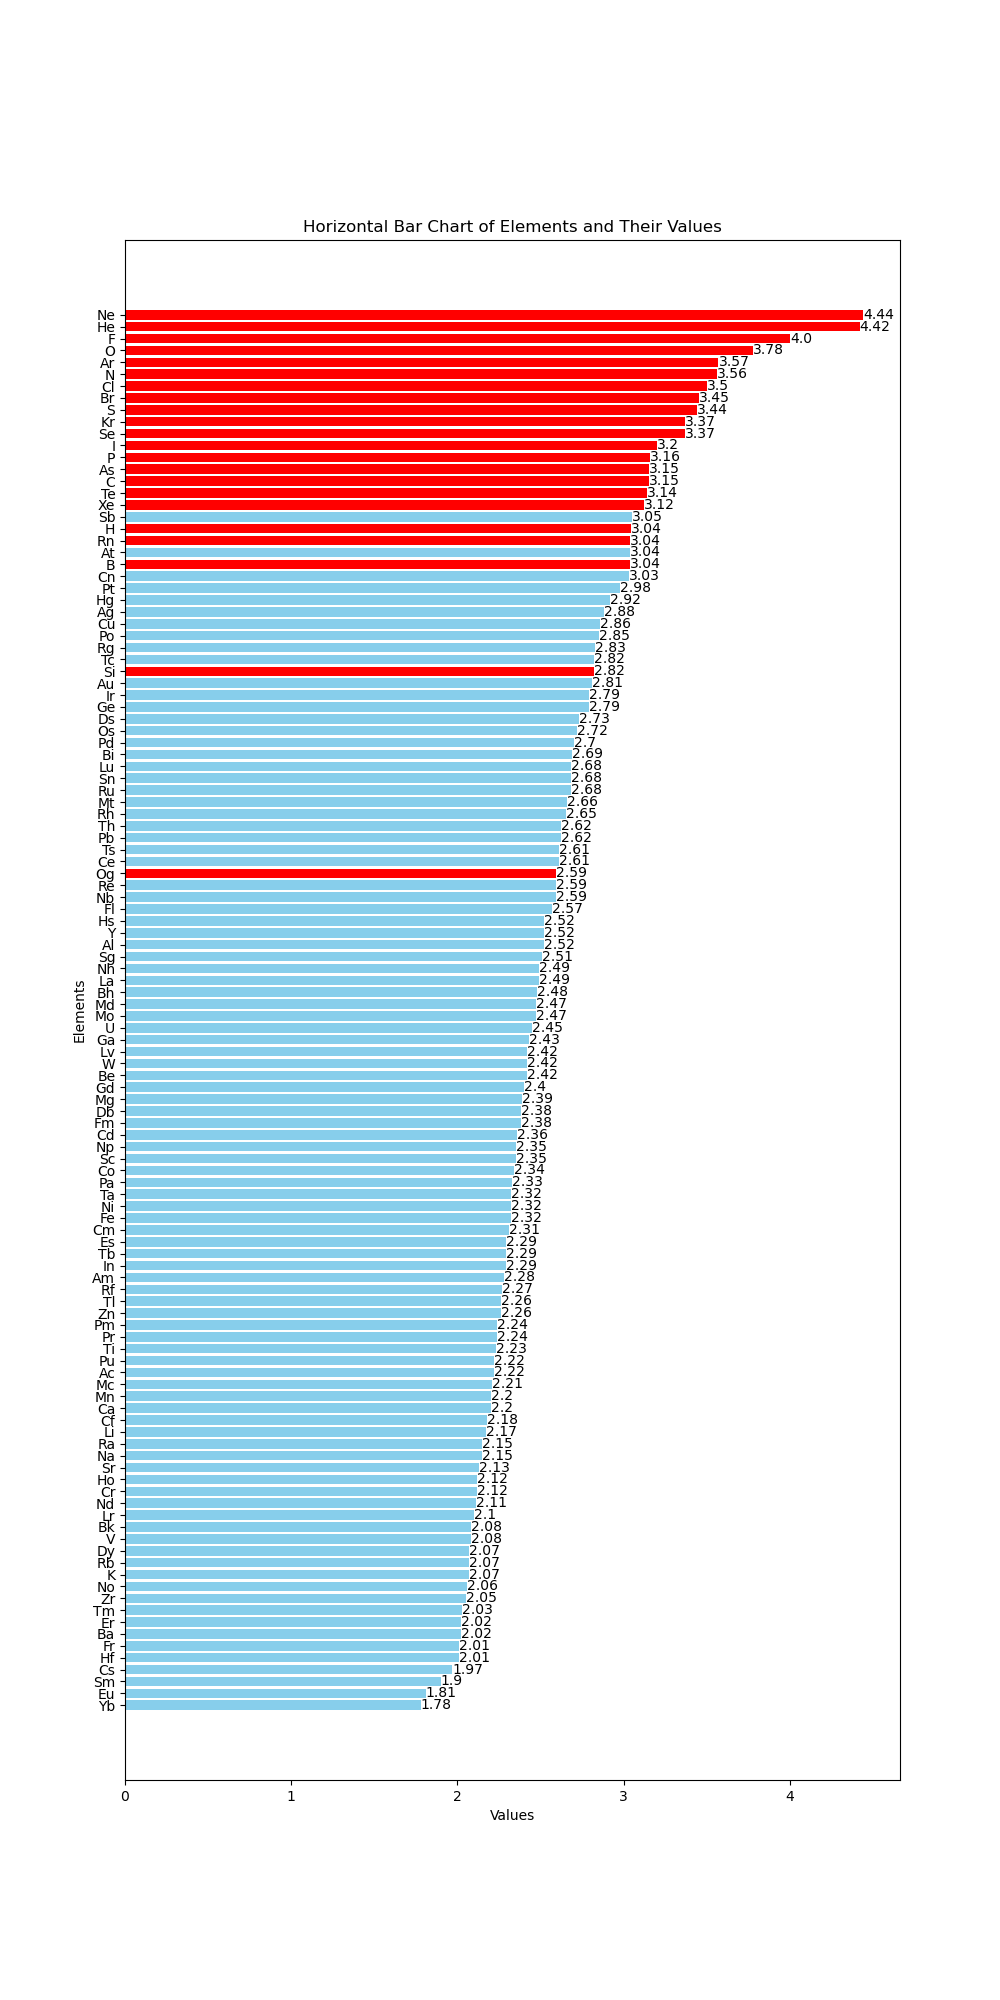 Horizontal Bar Chart of Elements and Their Values
Ne 4.44
He 4.42
F 4.0
O 3.78
Ar 3.57
N 3.56
Cl 3.5
Br 3.45
S 3.44
Kr 3.37
Se 3.37
I 3.2
P 3.16
As 3.15
C 3.15
Te 3.14
Xe 3.12
Sb 3.05
H 3.04
Rn 3.04
At 3.04
B 3.04
Cn 3.03
Pt 2.98
Hg 2.92
Ag 2.88
Cu 2.86
Po 2.85
Rg 2.83
Tc 2.82
Si 2.82
Au 2.81
Ir 2.79
Ge 2.79
Ds 2.73
Os 2.72
Pd 2.7
Bi 2.69
Lu 2.68
Sn 2.68
Ru 2.68
Mt 2.66
Rh 2.65
Th 2.62
Pb 2.62
Ts 2.61
Ce 2.61
Og 2.59
Re 2.59
Nb 2.59
Fl 2.57
Hs 2.52
Y 2.52
Al 2.52
Sg 2.51
Nh 2.49
La 2.49
Bh 2.48
Md 2.47
Mo 2.47
U 2.45
Ga 2.43
Lv 2.42
W 2.42
Be 2.42
Gd 2.4
Mg 2.39
Db 2.38
Fm 2.38
Cd 2.36
Np 2.35
Sc 2.35
Co 2.34
Pa 2.33
Ta 2.32
Ni 2.32
Fe 2.32
Cm 2.31
Es 2.29
Tb 2.29
In 2.29
Am 2.28
Rf 2.27
Tl 2.26
Zn 2.26
Pm 2.24
Pr 2.24
Ti 2.23
Pu 2.22
Ac 2.22
Mc 2.21
Mn 2.2
Ca 2.2
Cf 2.18
Li 2.17
Ra 2.15
Na 2.15
Sr 2.13
Ho 2.12
Cr 2.12
Nd 2.11
Lr 2.1
Bk 2.08
V 2.08
Dy 2.07
Rb 2.07
K 2.07
No 2.06
Zr 2.05
Tm 2.03
Er 2.02
Ba 2.02
Fr 2.01
Hf 2.01
Cs 1.97
Sm 1.9
Eu 1.81
Yb 1.78
Elements
0 1 2 3 4
Values